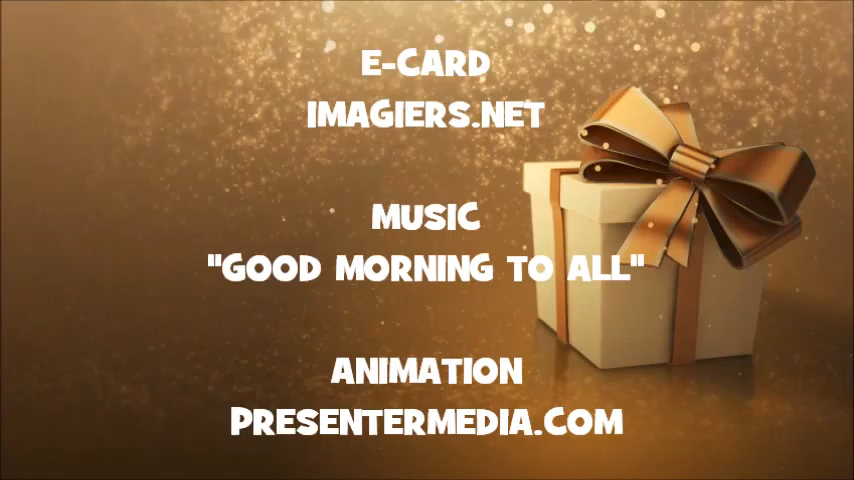 E-CARD
IMAGIERS.NET
MUSIC
"GOOD MORNING TO ALL"
ANIMATION
PRESENTERMEDIA.COM